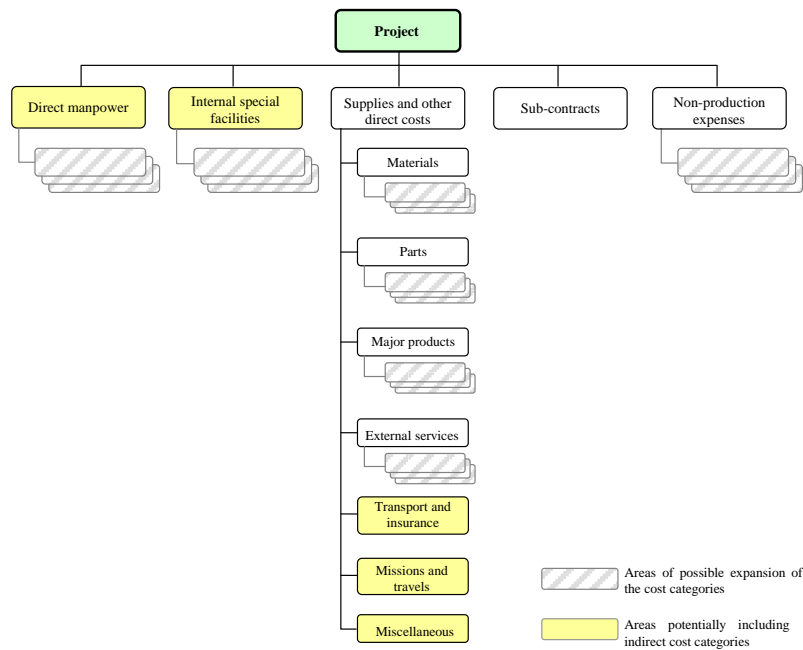 Project
Direct manpower
Internal special
facilities
Supplies and other
direct costs
Sub-contracts
Non-production
expenses
Materials
Parts
Major products
External services
Transport and
insurance
Missions and
travels
Miscellaneous
Areas of possible expansion of
the cost categories
Areas potentially including
indirect cost categories